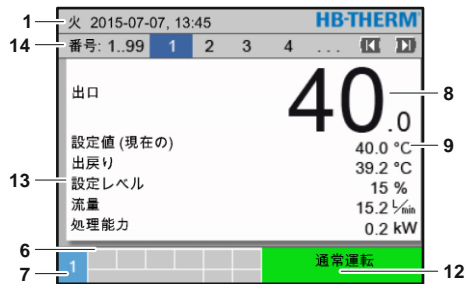 1 火 2015-07-07, 13:45 HB-THERM
14 番号: 1..99 1 2 3 4 ...
出口 40.0 8
設定値 (現在の) 40.0 °C 9
出戻り 39.2 °C
13 設定レベル 15 %
流量 15.2 L/min
処理能力 0.2 kW
6
7 1 通常運転 12